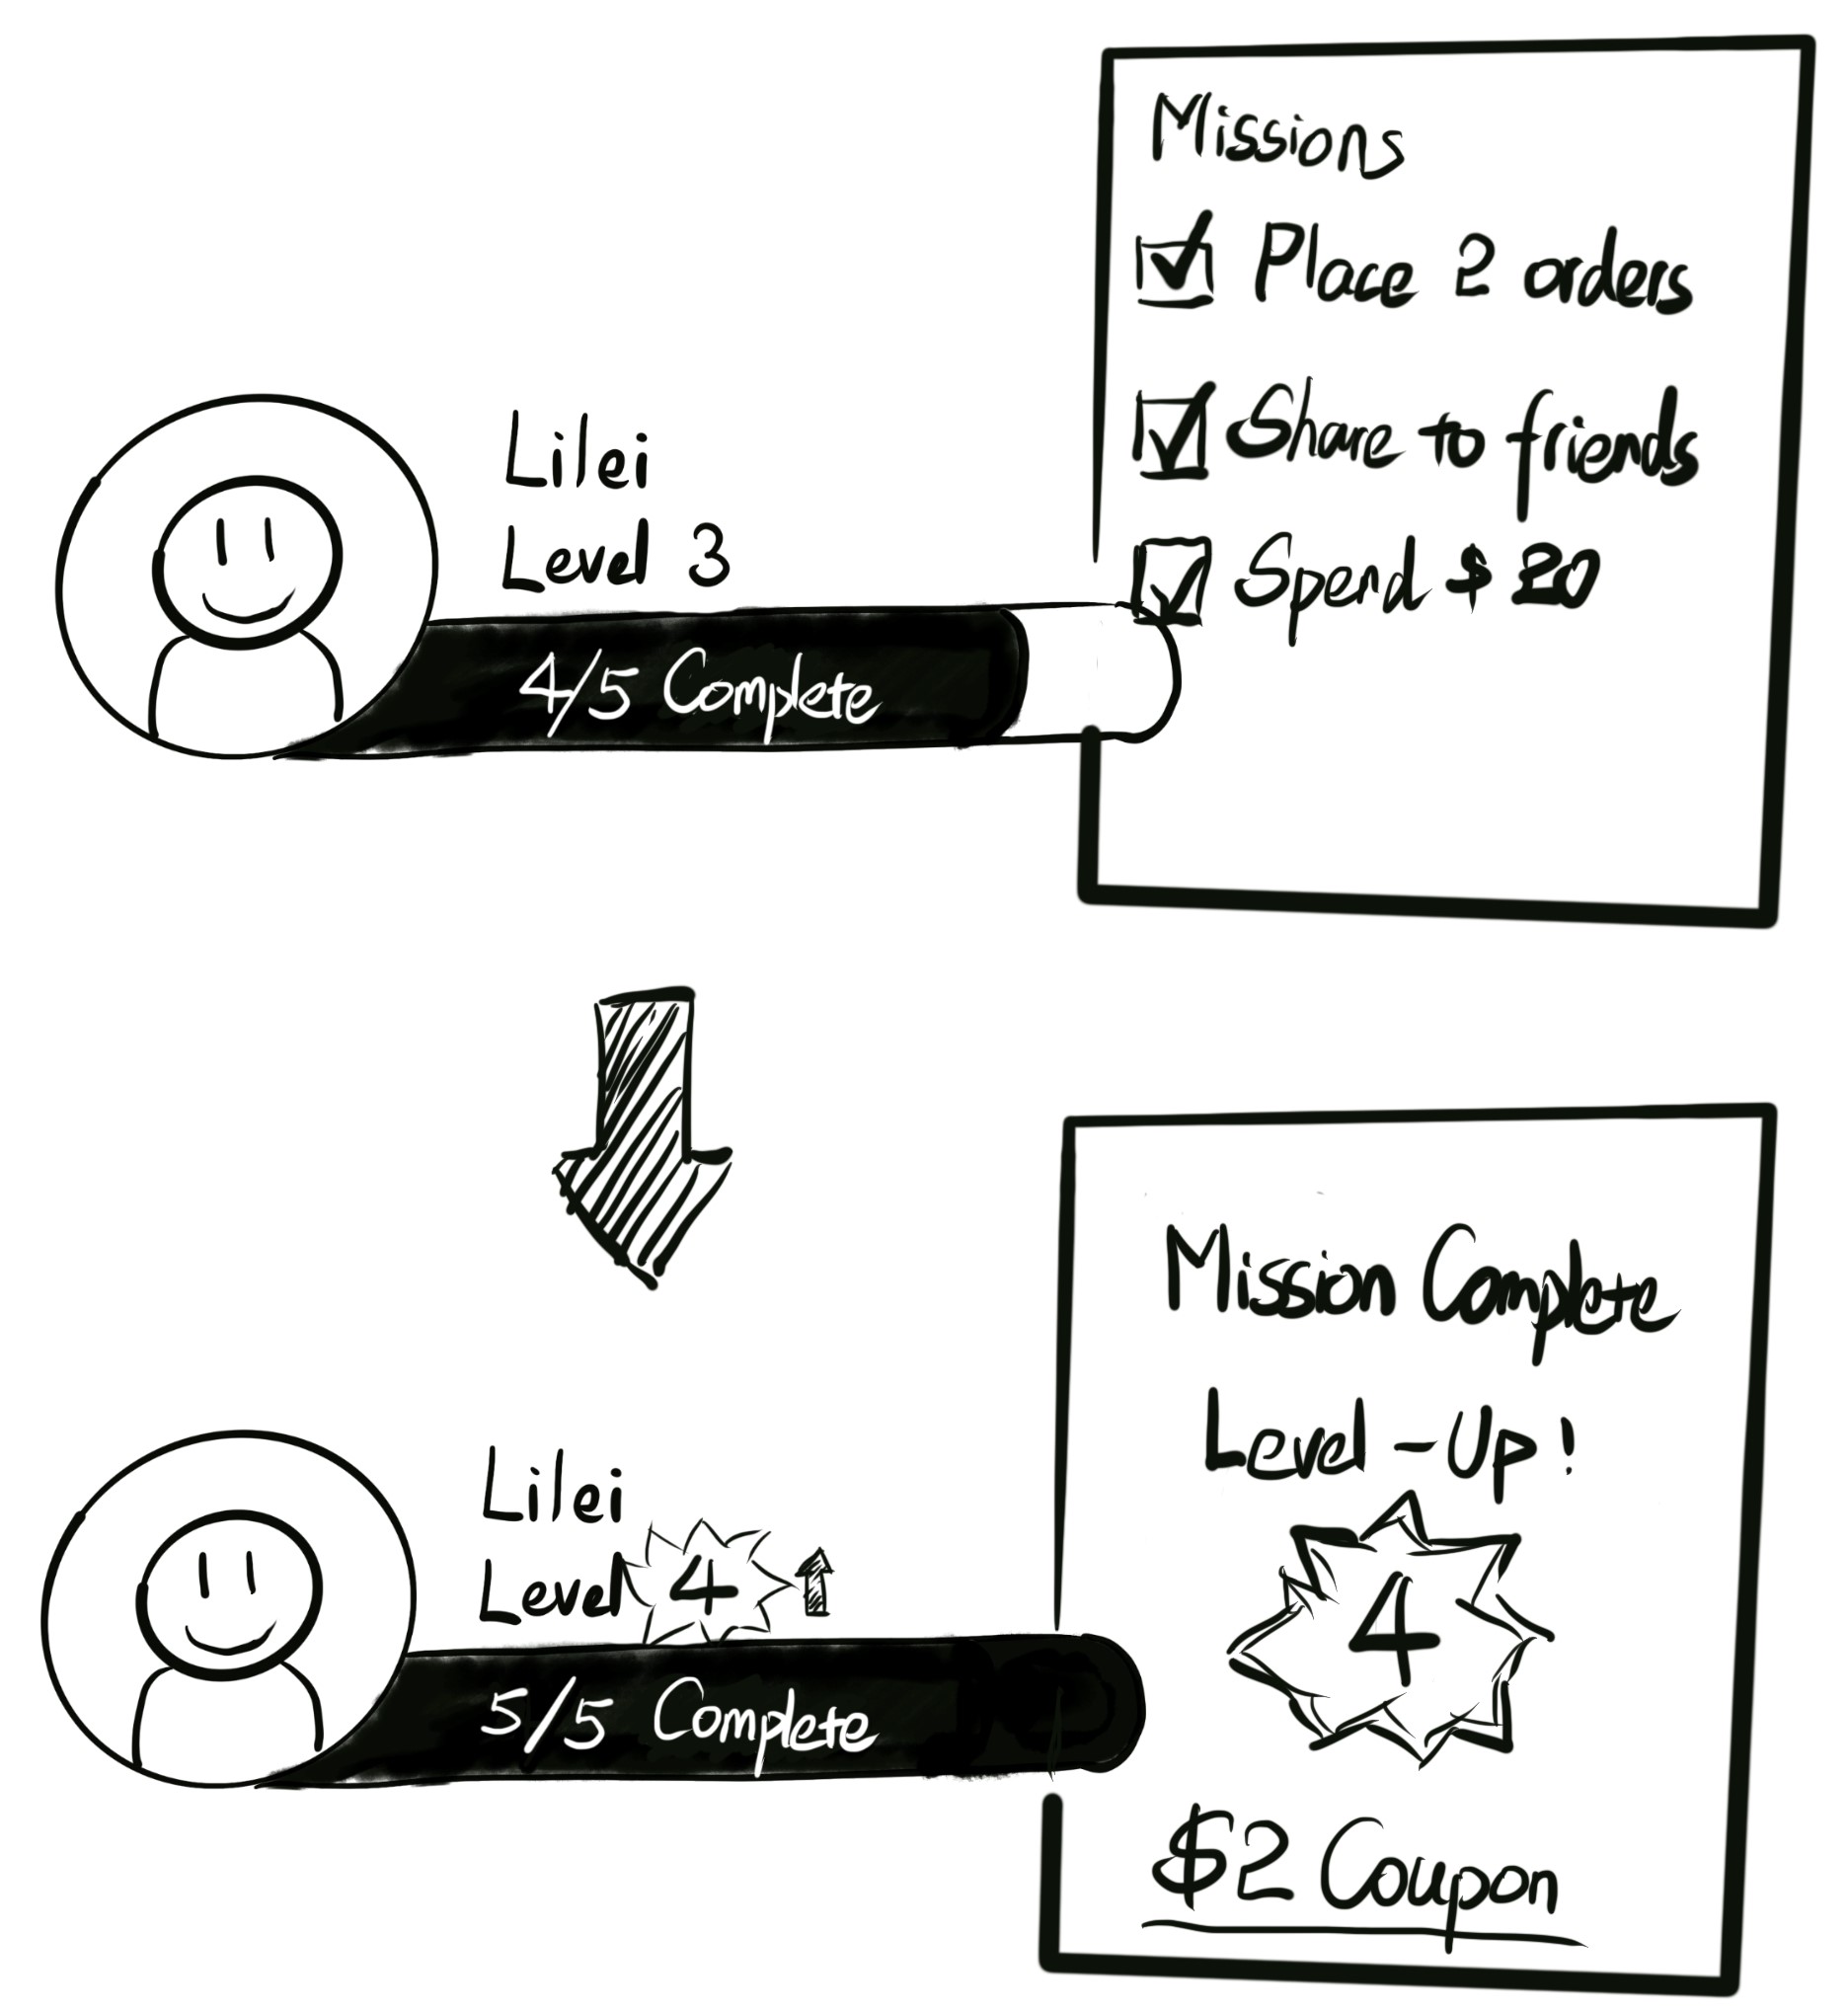 Missions
Place 2 orders
Share to friends
Spend $20
Lilei
Level 3
4/5 Complete
Mission Complete
Level-Up!
4
$2 Coupon
Lilei
Level 4
5/5 Complete